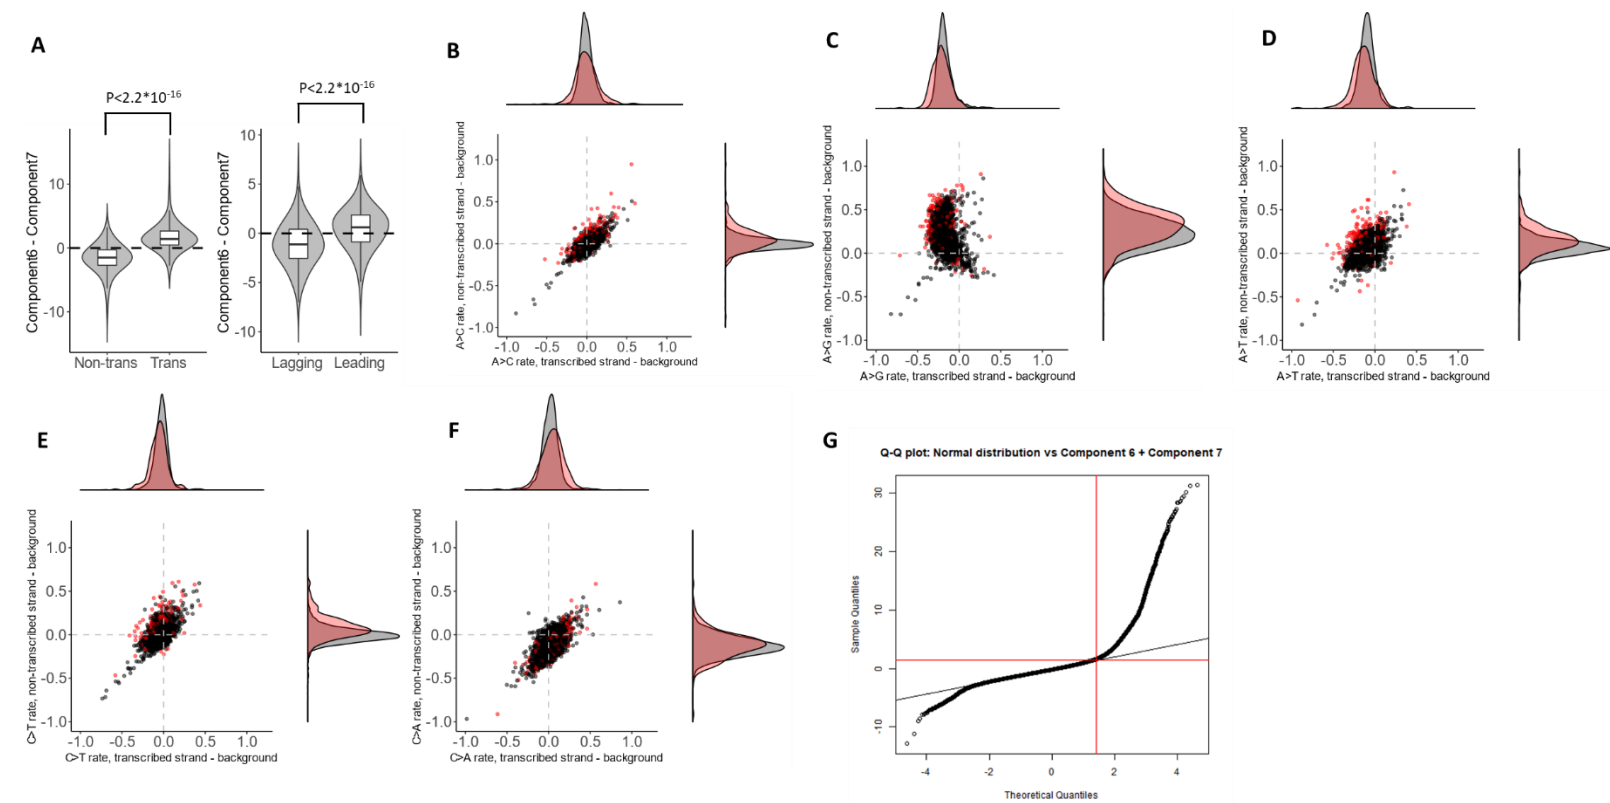 A
P<2.2*10-16
P<2.2*10-16
Component6 - Component7
10
0
-10
Non-trans
Trans
Component6 - Component7
10
5
0
-5
-10
Lagging
Leading
B
A>C rate, non-transcribed strand - background
1.0
0.5
0.0
-0.5
-1.0
-1.0 -0.5 0.0 0.5 1.0
A>C rate, transcribed strand - background
C
A>G rate, non-transcribed strand - background
1.0
0.5
0.0
-0.5
-1.0
-1.0 -0.5 0.0 0.5 1.0
A>G rate, transcribed strand - background
D
A>T rate, non-transcribed strand - background
1.0
0.5
0.0
-0.5
-1.0
-1.0 -0.5 0.0 0.5 1.0
A>T rate, transcribed strand - background
E
C>T rate, non-transcribed strand - background
1.0
0.5
0.0
-0.5
-1.0
-1.0 -0.5 0.0 0.5 1.0
C>T rate, transcribed strand - background
F
C>A rate, non-transcribed strand - background
1.0
0.5
0.0
-0.5
-1.0
-1.0 -0.5 0.0 0.5 1.0
C>A rate, transcribed strand - background
G
Q-Q plot: Normal distribution vs Component 6 + Component 7
Sample Quantiles
30
20
10
0
-10
-4 -2 0 2 4
Theoretical Quantiles